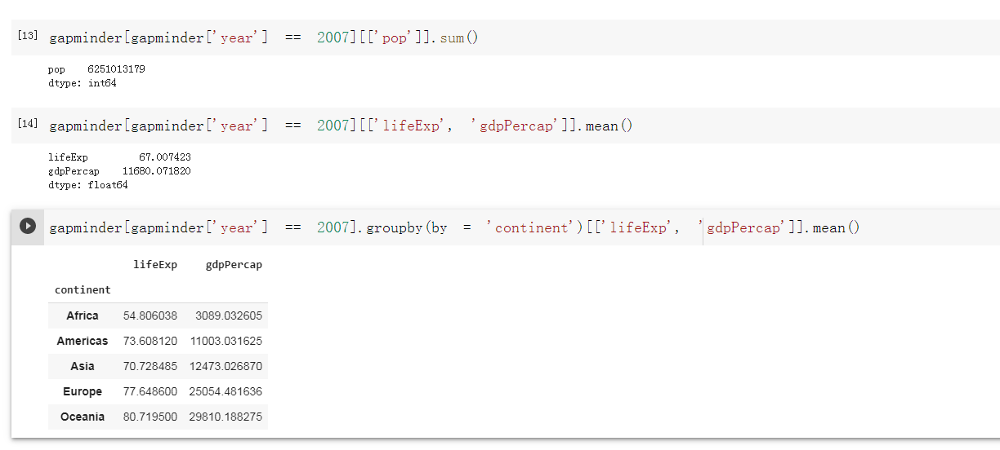 [13] gapminder[gapminder['year'] == 2007][['pop']].sum()
pop 6251013179
dtype: int64
[14] gapminder[gapminder['year'] == 2007][['lifeExp', 'gdpPercap']].mean()
lifeExp 67.007423
gdpPercap 11680.071820
dtype: float64
gapminder[gapminder['year'] == 2007].groupby(by = 'continent')[['lifeExp', 'gdpPercap']].mean()
lifeExp gdpPercap
continent
Africa 54.806038 3089.032605
Americas 73.608120 11003.031625
Asia 70.728485 12473.026870
Europe 77.648600 25054.481636
Oceania 80.719500 29810.188275